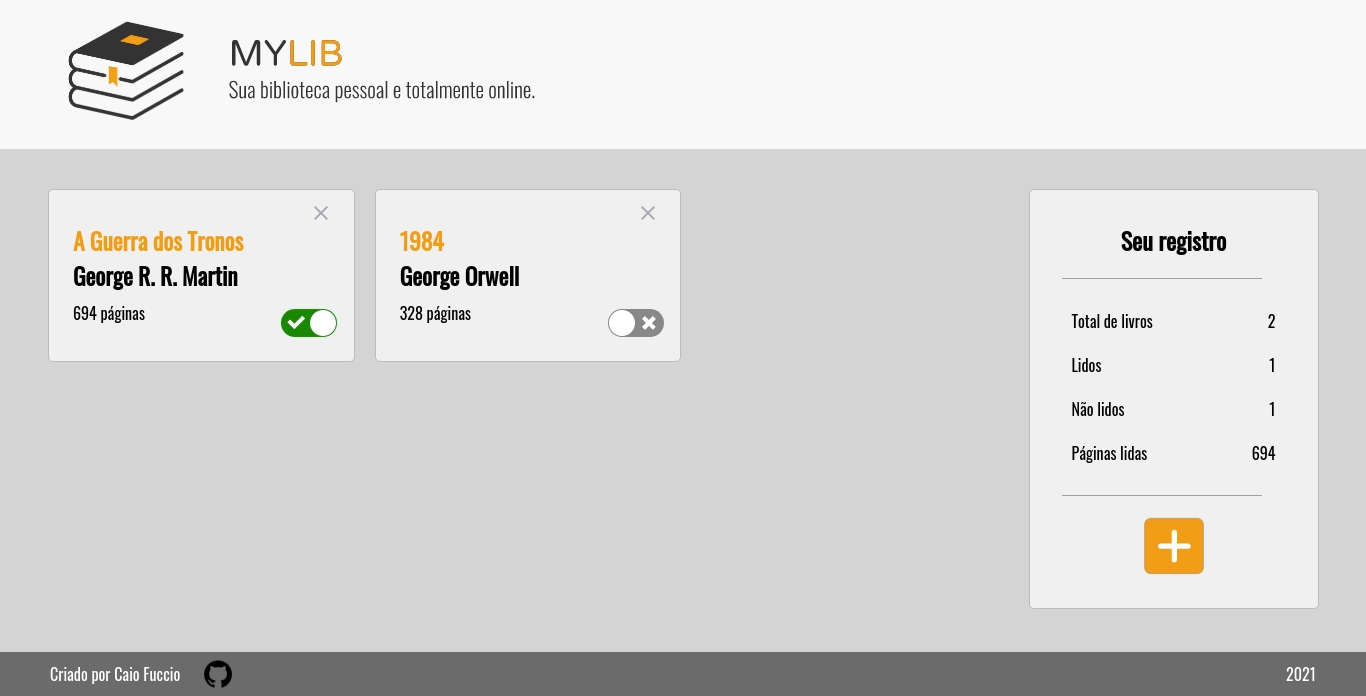 MYLIB
Sua biblioteca pessoal e totalmente online.
A Guerra dos Tronos
George R. R. Martin
694 páginas
1984
George Orwell
328 páginas
Seu registro
Total de livros 2
Lidos 1
Não lidos 1
Páginas lidas 694
Criado por Caio Fuccio
2021